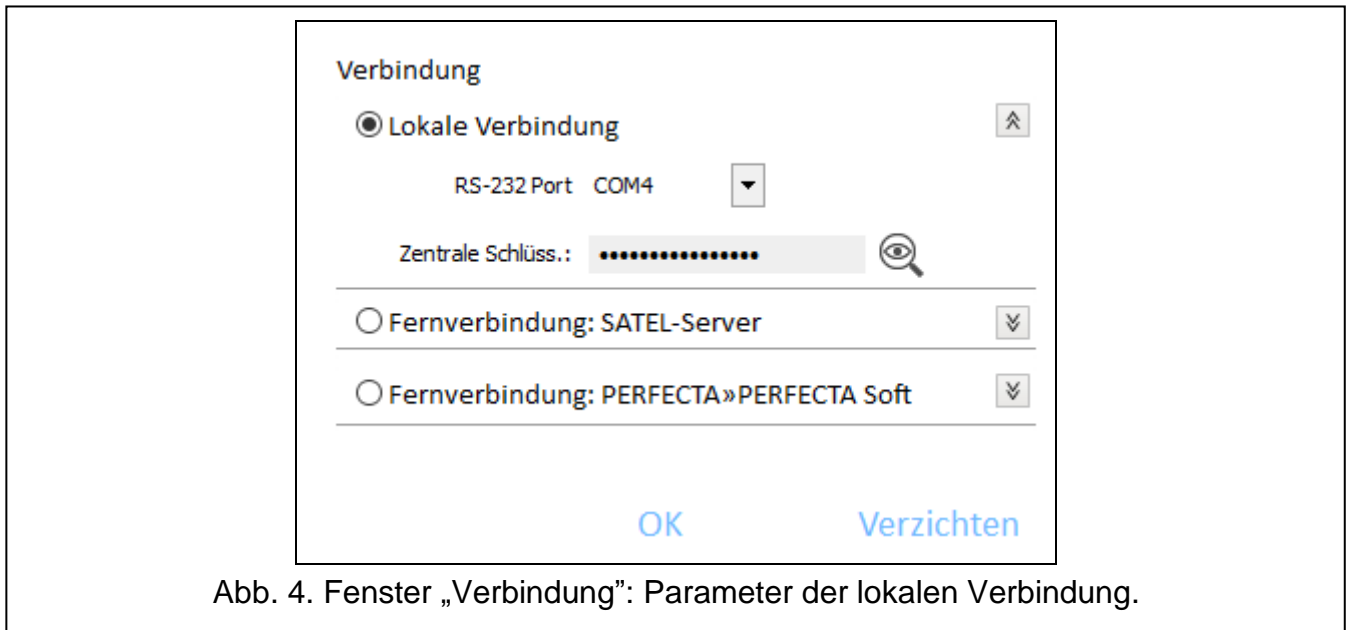 Verbindung
Lokale Verbindung
RS-232 Port COM4
Zentrale Schlüss.: ••••••••••••••••
Fernverbindung: SATEL-Server
Fernverbindung: PERFECTA»PERFECTA Soft
OK Verzichten
Abb. 4. Fenster „Verbindung”: Parameter der lokalen Verbindung.